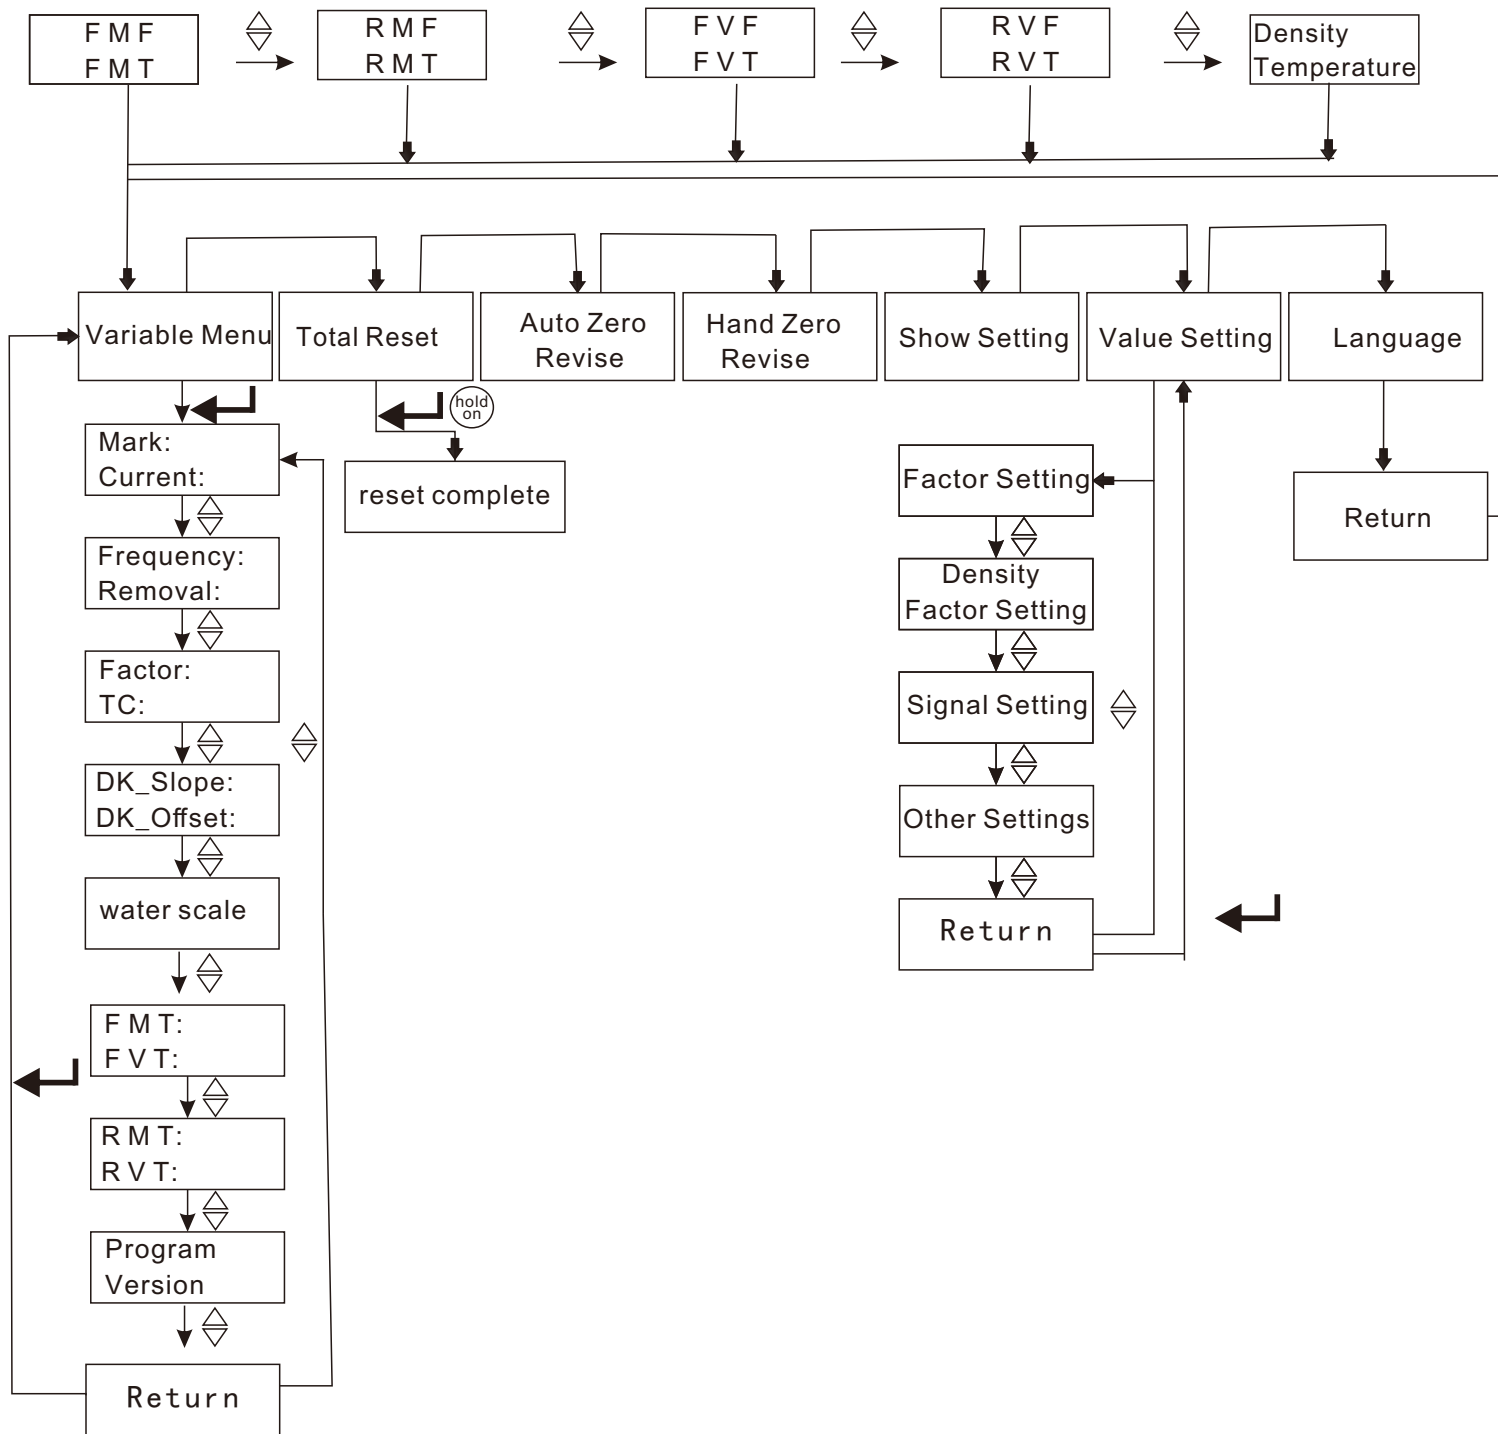 F M F
F M T
R M F
R M T
F V F
F V T
R V F
R V T
Density
Temperature
Variable Menu
Total Reset
Auto Zero
Revise
Hand Zero
Revise
Show Setting
Value Setting
Language
hold
on
reset complete
Mark:
Current:
Frequency:
Removal:
Factor:
TC:
DK_Slope:
DK_Offset:
water scale
F M T:
F V T:
R M T:
R V T:
Program
Version
Return
Factor Setting
Density
Factor Setting
Signal Setting
Other Settings
Return
Return